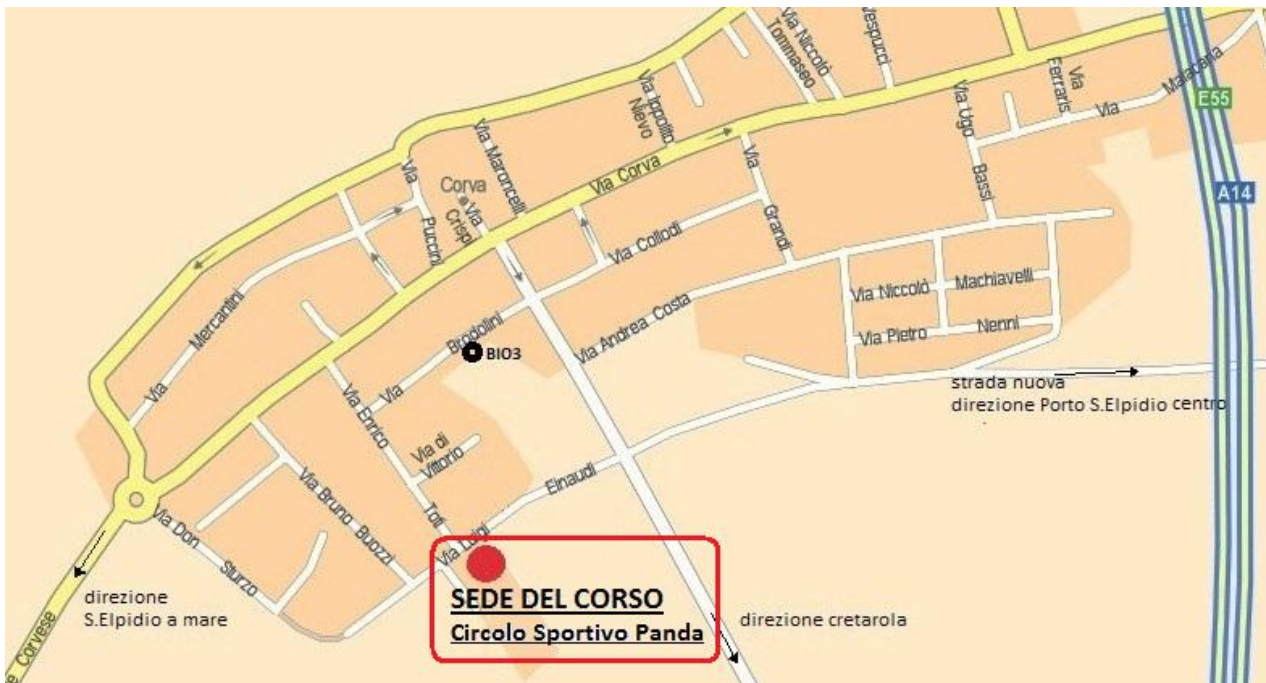 Via Niccolò
Tommaseo
Vespucci
Via Ippolito
Nievo
Via Ugo
Bassi
Via
Ferraris
Via Malagaria
E55
A14
Via Maroncelli
Via Corva
Via
Puccini
Corva
Via
Crispi
Via
Grandi
Via Collodi
Via Mercantini
Via Brodolini
BIO3
Via Andrea Costa
Via Niccolò Machiavelli
Via Pietro Nenni
strada nuova
direzione Porto S.Elpidio centro
Via Enrico Toti
Via di
Vittorio
Via Luigi Einaudi
Via Bruno Buozzi
Via Don Sturzo
direzione
S.Elpidio a mare
Corvese
SEDE DEL CORSO
Circolo Sportivo Panda
direzione cretarola